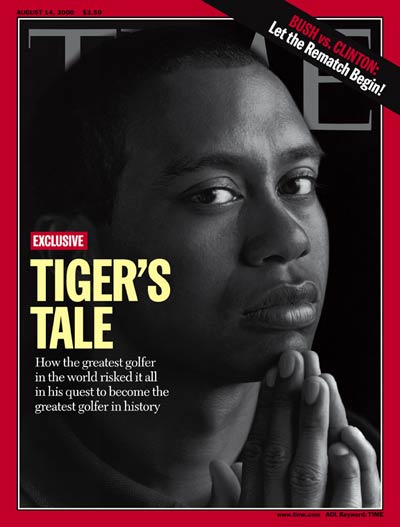 AUGUST 14, 2000 $3.50
BUSH vs. CLINTON:
Let the Rematch Begin!
TIME
EXCLUSIVE
TIGER'S
TALE
How the greatest golfer
in the world risked it all
in his quest to become the
greatest golfer in history
www.time.com AOL Keyword: TIME